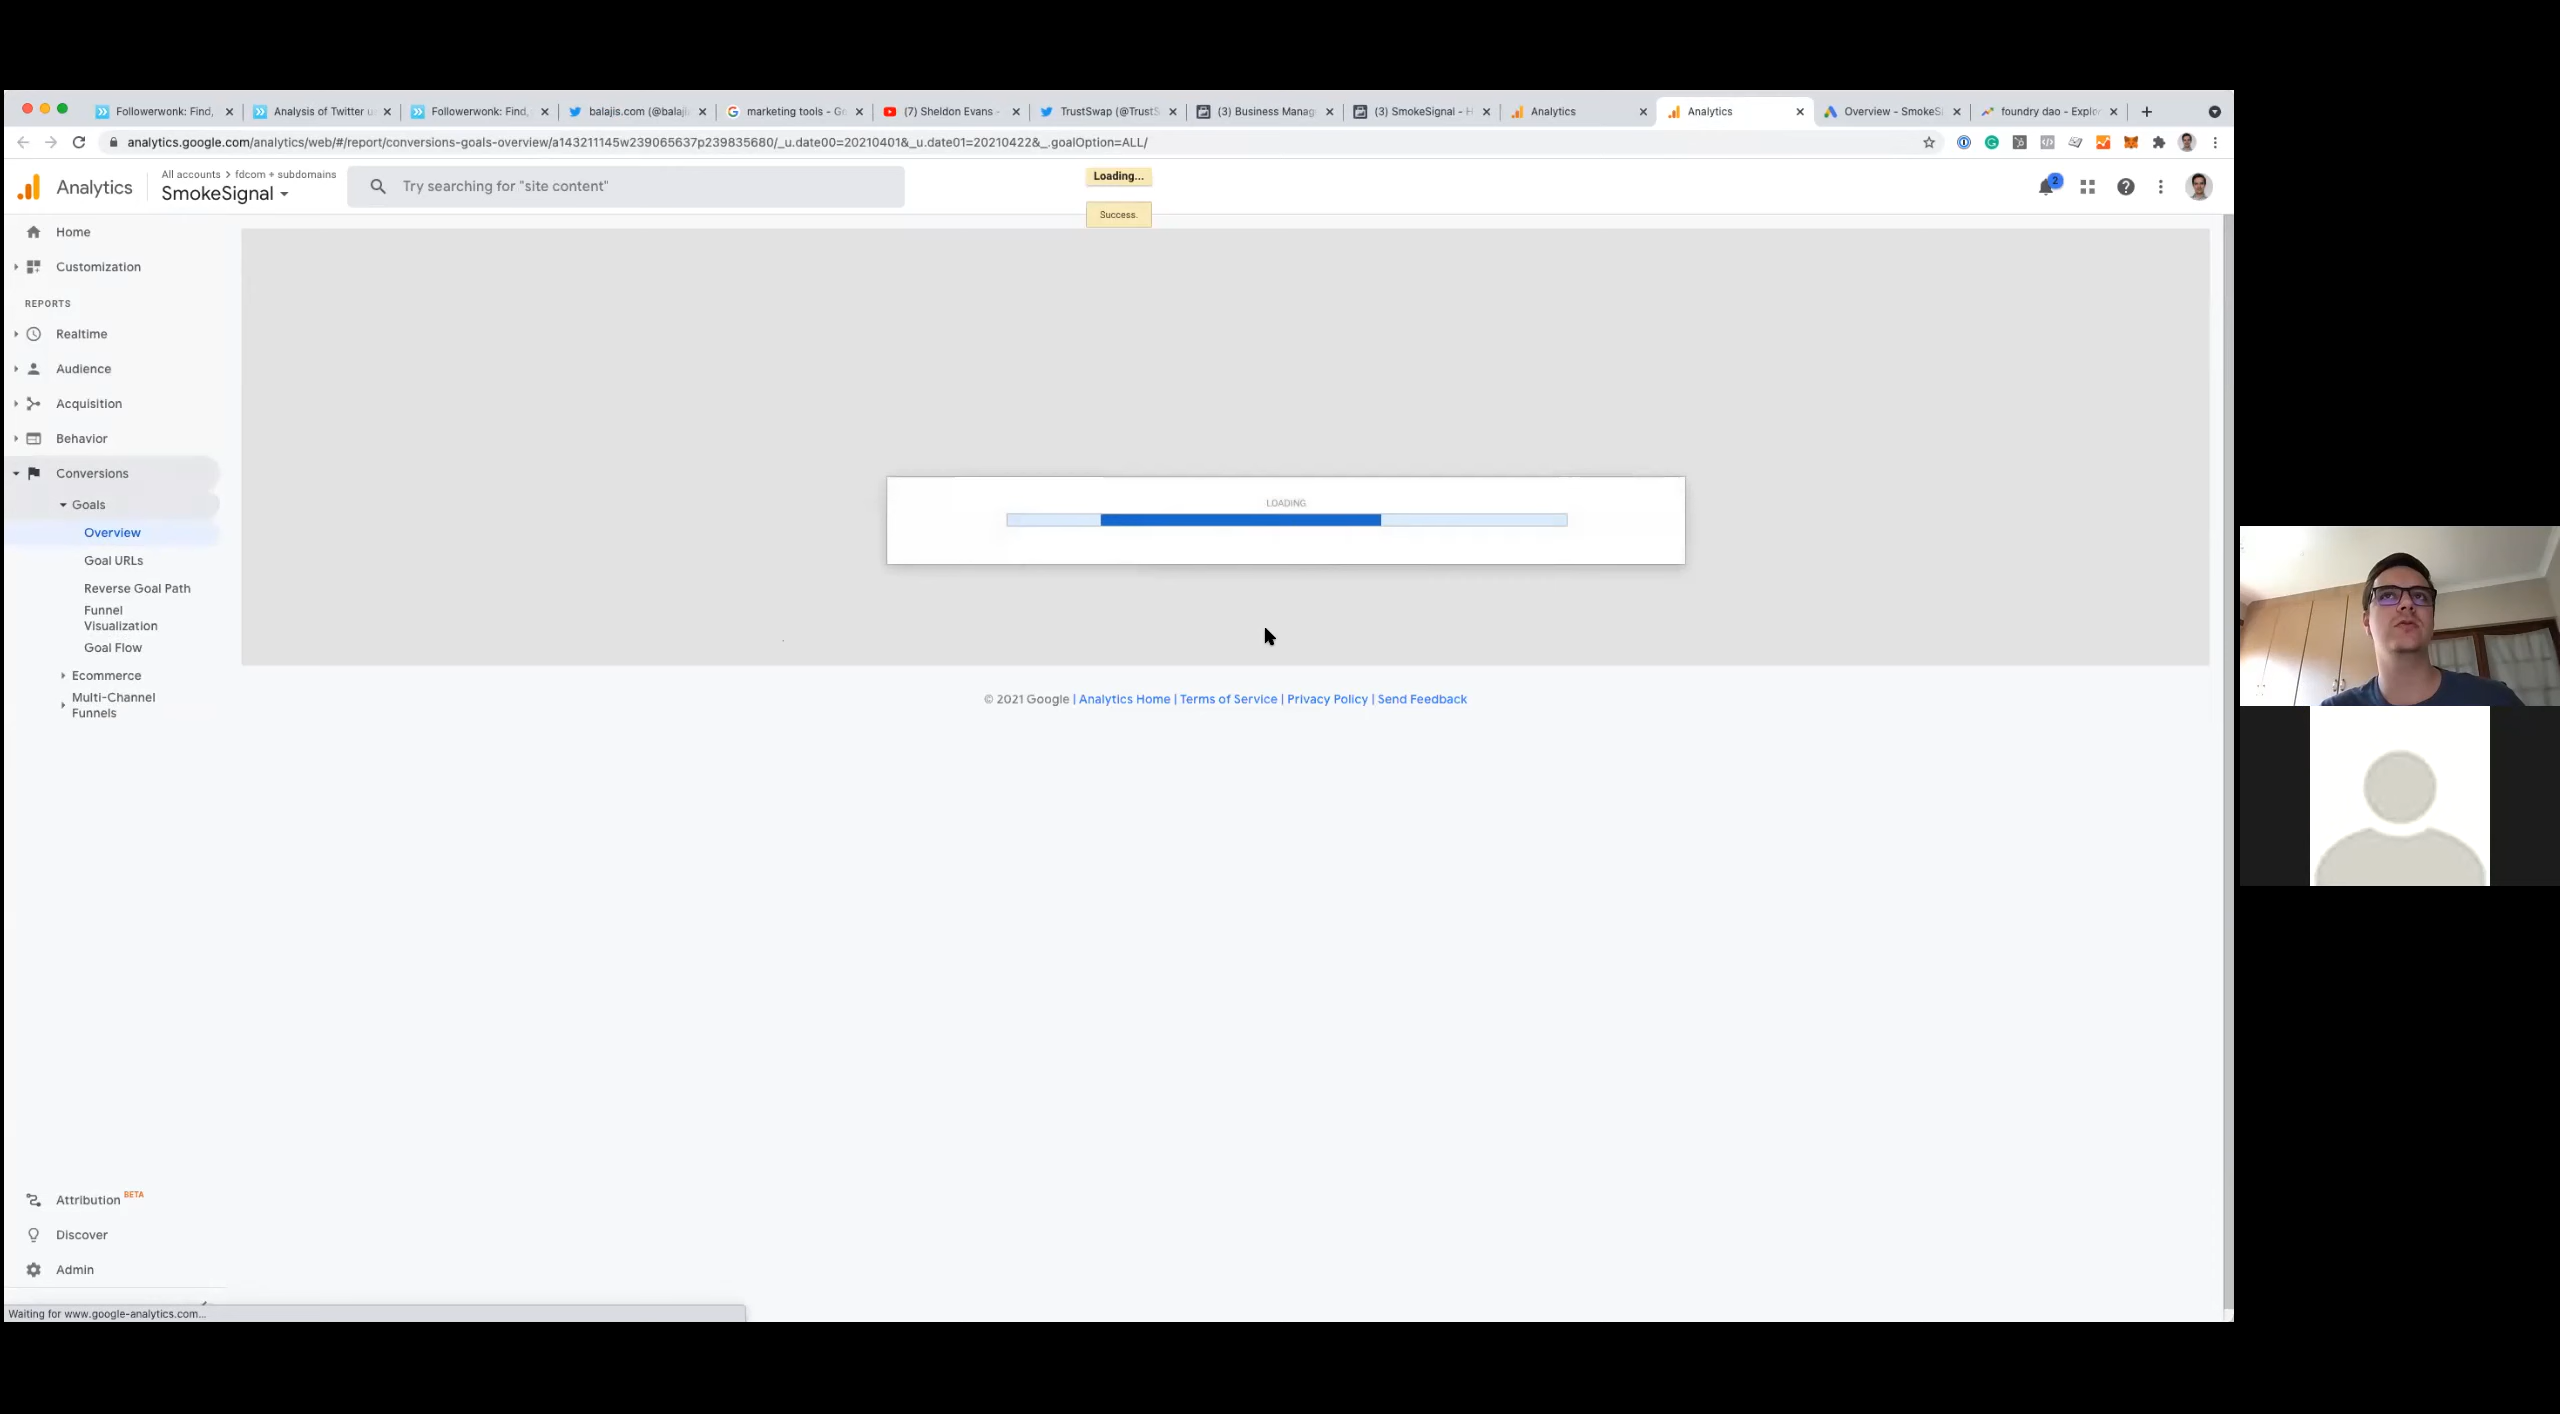 Followerwonk: Find,
Analysis of Twitter u
Followerwonk: Find,
balajis.com (@balaji
marketing tools - Go
(7) Sheldon Evans -
TrustSwap (@TrustS
(3) Business Manag
(3) SmokeSignal - H
Analytics
Analytics
Overview - SmokeSi
foundry dao - Explo
analytics.google.com/analytics/web/#/report/conversions-goals-overview/a143211145w239065637p239835680/_u.date00=20210401&_u.date01=20210422&_.goalOption=ALL/
Analytics
All accounts > fdcom + subdomains
SmokeSignal
Try searching for "site content"
Loading...
Success.
2
Home
Customization
REPORTS
Realtime
Audience
Acquisition
Behavior
Conversions
Goals
Overview
Goal URLs
Reverse Goal Path
Funnel
Visualization
Goal Flow
Ecommerce
Multi-Channel
Funnels
LOADING
© 2021 Google | Analytics Home | Terms of Service | Privacy Policy | Send Feedback
Attribution BETA
Discover
Admin
Waiting for www.google-analytics.com...